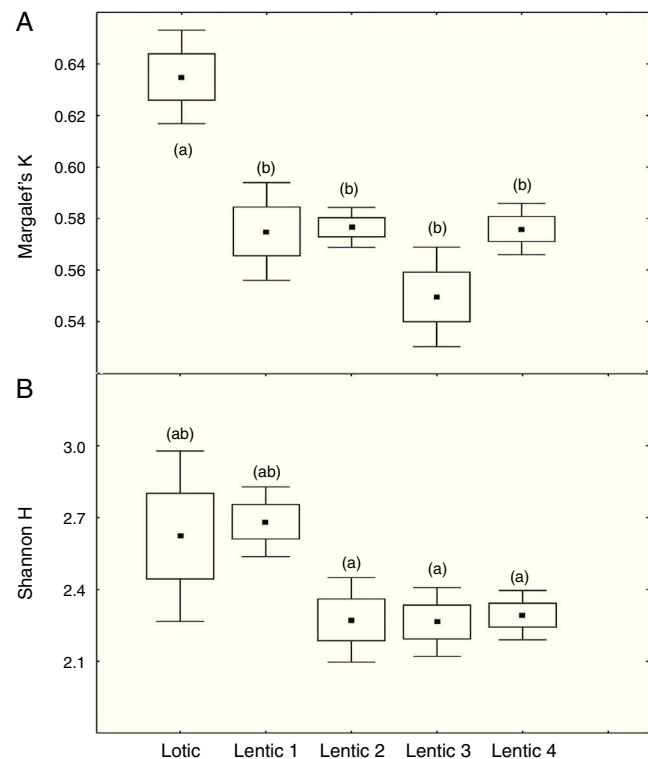 A
Margalef's K
0.64
0.62
0.60
0.58
0.56
0.54
(a)
(b)
(b)
(b)
(b)
B
Shannon H
3.0
2.7
2.4
2.1
(ab)
(ab)
(a)
(a)
(a)
Lotic Lentic 1 Lentic 2 Lentic 3 Lentic 4